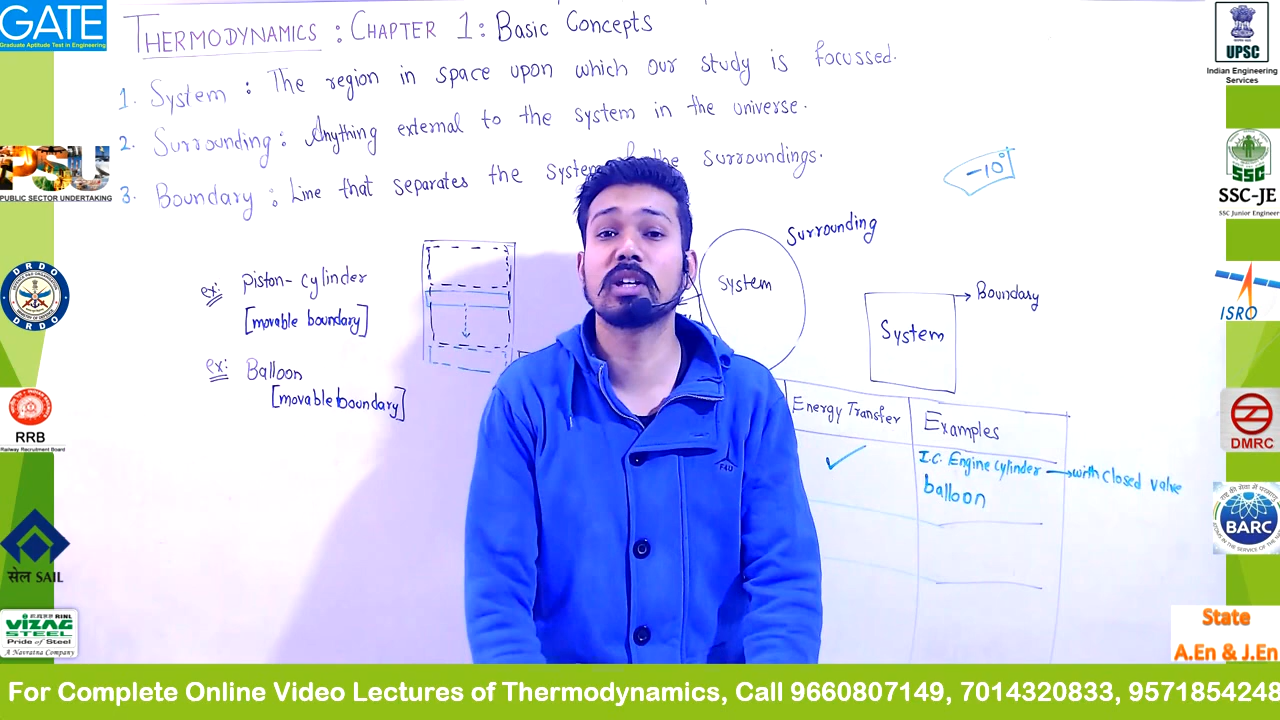 GATE
Graduate Aptitude Test in Engineering
THERMODYNAMICS : CHAPTER 1 : Basic Concepts
1. System : The region in space upon which our study is focussed.
2. Surrounding : Anything external to the system in the universe.
3. Boundary : Line that separates the System & the surroundings.
-10°
ex: Piston-cylinder
[movable boundary]
ex: Balloon
[movable boundary]
System
Surrounding
System
Boundary
Energy Transfer
Examples
✓
I.C. Engine cylinder → with closed valve
balloon
F4U
PSU
PUBLIC SECTOR UNDERTAKING
DRDO
DRDO
RRB
Railway Recruitment Board
सेल SAIL
RINL
VIZAG
STEEL
Pride of Steel
A Navratna Company
UPSC
Indian Engineering
Services
SSC
SSC-JE
SSC Junior Engineer
ISRO
DMRC
BARC
State
A.En & J.En
For Complete Online Video Lectures of Thermodynamics, Call 9660807149, 7014320833, 9571854248